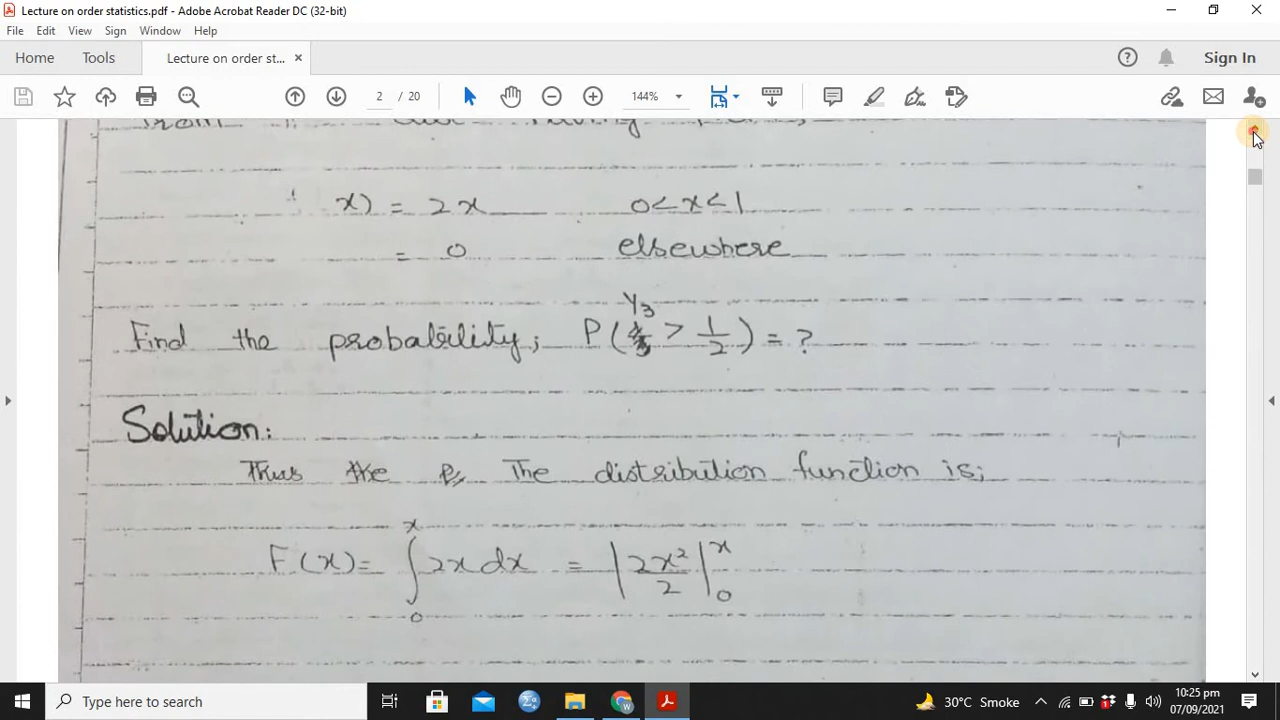 Lecture on order statistics.pdf - Adobe Acrobat Reader DC (32-bit)
File Edit View Sign Window Help
Home Tools Lecture on order st... × Sign In
2 / 20 144%
x) = 2x 0<x<1
= 0 elsewhere
Find the probability; P(Y₃ > 1/2) = ?
Solution:
Thus the The distribution function is;
F(x) = ∫₀ˣ 2x dx = |2x²/2|₀ˣ
Type here to search
30°C Smoke
10:25 pm
07/09/2021